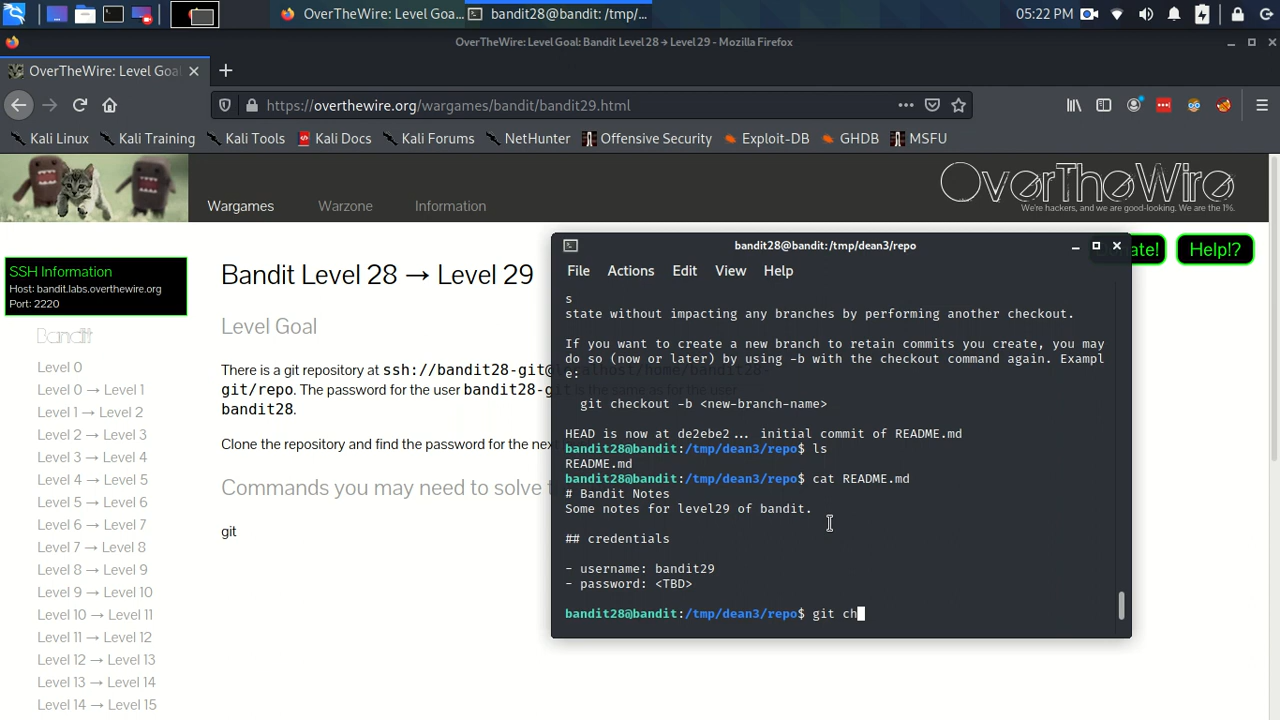 OverTheWire: Level Goa...
bandit28@bandit: /tmp/...
05:22 PM
OverTheWire: Level Goal: Bandit Level 28 → Level 29 - Mozilla Firefox
OverTheWire: Level Goal
https://overthewire.org/wargames/bandit/bandit29.html
Kali Linux
Kali Training
Kali Tools
Kali Docs
Kali Forums
NetHunter
Offensive Security
Exploit-DB
GHDB
MSFU
OverTheWire
We're hackers, and we are good-looking. We are the 1%.
Wargames
Warzone
Information
nate!
Help!?
SSH Information
Host: bandit.labs.overthewire.org
Port: 2220
Bandit
Level 0
Level 0 → Level 1
Level 1 → Level 2
Level 2 → Level 3
Level 3 → Level 4
Level 4 → Level 5
Level 5 → Level 6
Level 6 → Level 7
Level 7 → Level 8
Level 8 → Level 9
Level 9 → Level 10
Level 10 → Level 11
Level 11 → Level 12
Level 12 → Level 13
Level 13 → Level 14
Level 14 → Level 15
Bandit Level 28 → Level 29
Level Goal
There is a git repository at ssh://bandit28-git@localhost/home/bandit28-
git/repo. The password for the user bandit28-git is the same as for the user
bandit28.
Clone the repository and find the password for the nex
Commands you may need to solve t
git
bandit28@bandit:/tmp/dean3/repo
File Actions Edit View Help
s
state without impacting any branches by performing another checkout.
If you want to create a new branch to retain commits you create, you may
do so (now or later) by using -b with the checkout command again. Exampl
e:
git checkout -b <new-branch-name>
HEAD is now at de2ebe2... initial commit of README.md
bandit28@bandit:/tmp/dean3/repo$ ls
README.md
bandit28@bandit:/tmp/dean3/repo$ cat README.md
# Bandit Notes
Some notes for level29 of bandit.
## credentials
- username: bandit29
- password: <TBD>
bandit28@bandit:/tmp/dean3/repo$ git ch